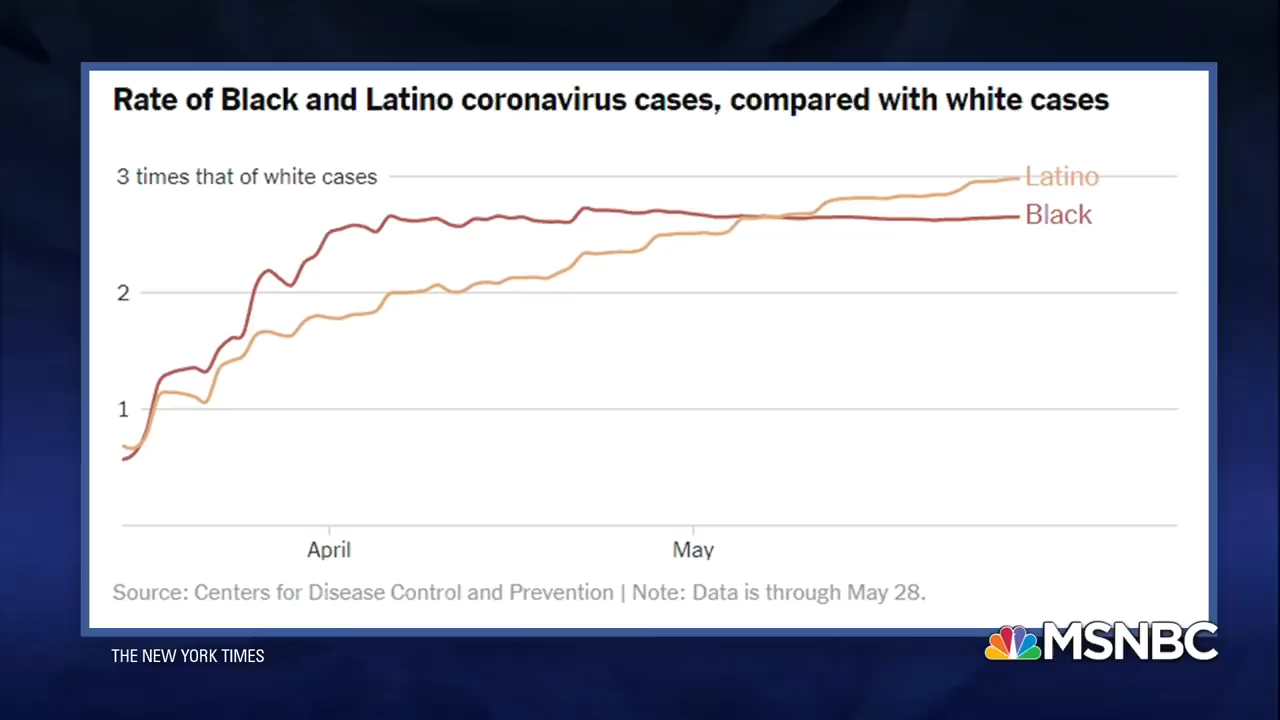 Rate of Black and Latino coronavirus cases, compared with white cases
3 times that of white cases
Latino
Black
2
1
April
May
Source: Centers for Disease Control and Prevention | Note: Data is through May 28.
MSNBC
THE NEW YORK TIMES